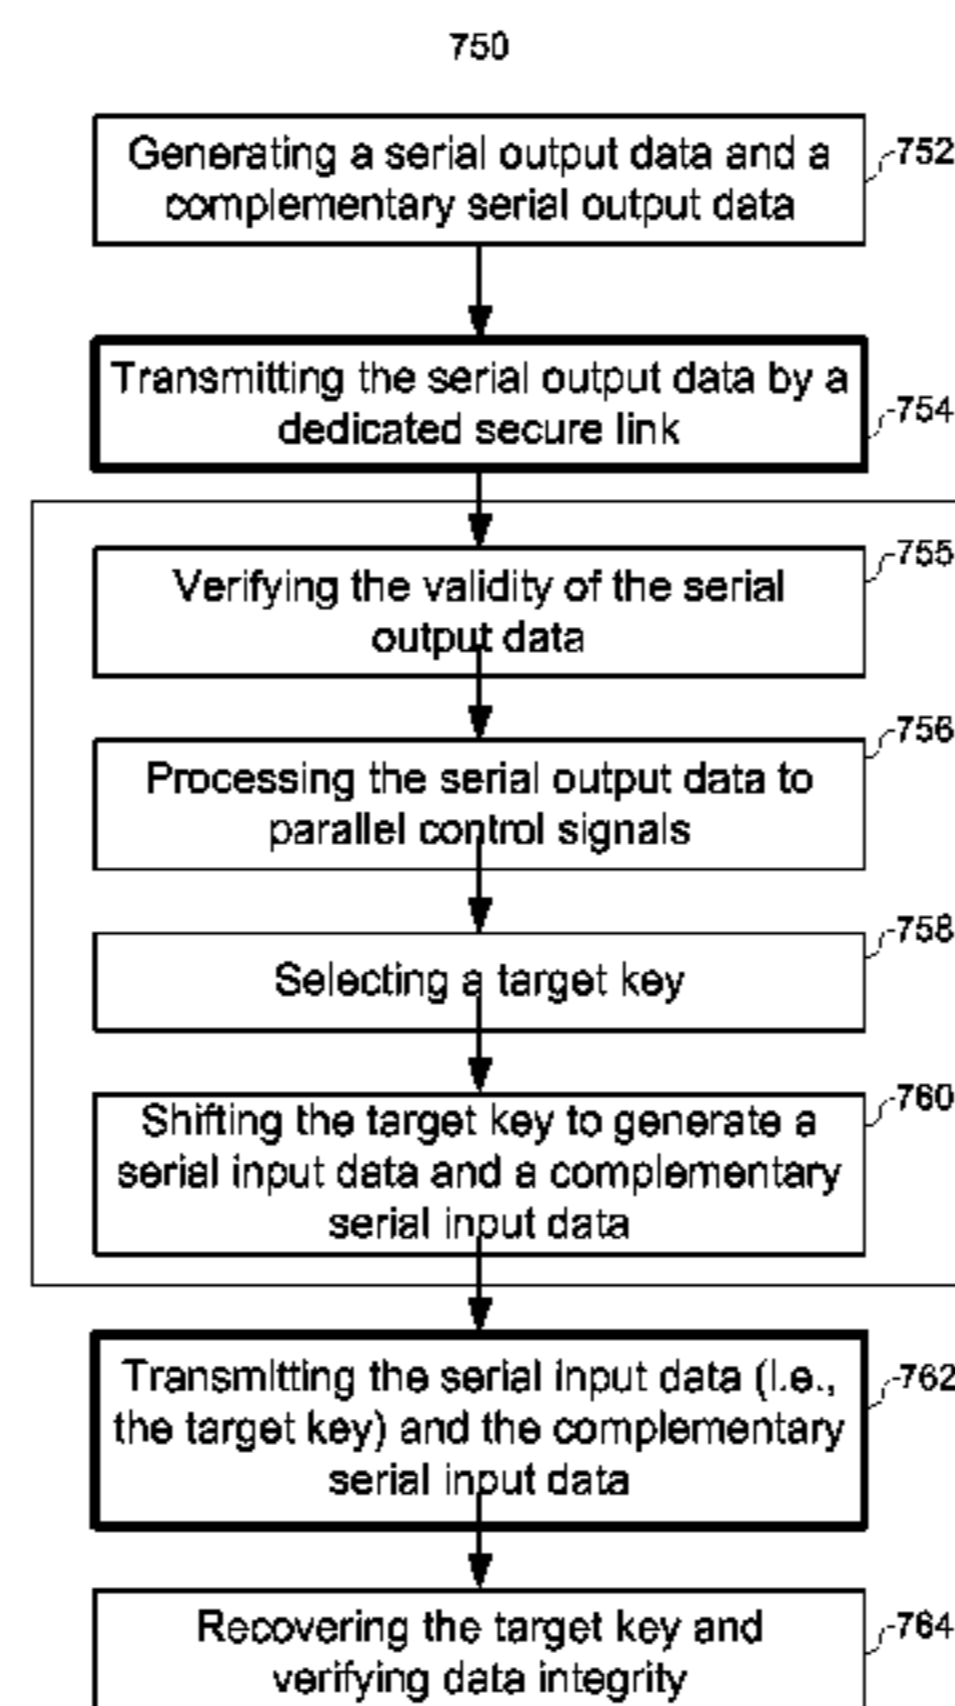 750
Generating a serial output data and a
complementary serial output data
752
Transmitting the serial output data by a
dedicated secure link
754
Verifying the validity of the serial
output data
755
Processing the serial output data to
parallel control signals
756
Selecting a target key
758
Shifting the target key to generate a
serial input data and a complementary
serial input data
760
Transmitting the serial input data (i.e.,
the target key) and the complementary
serial input data
762
Recovering the target key and
verifying data integrity
764